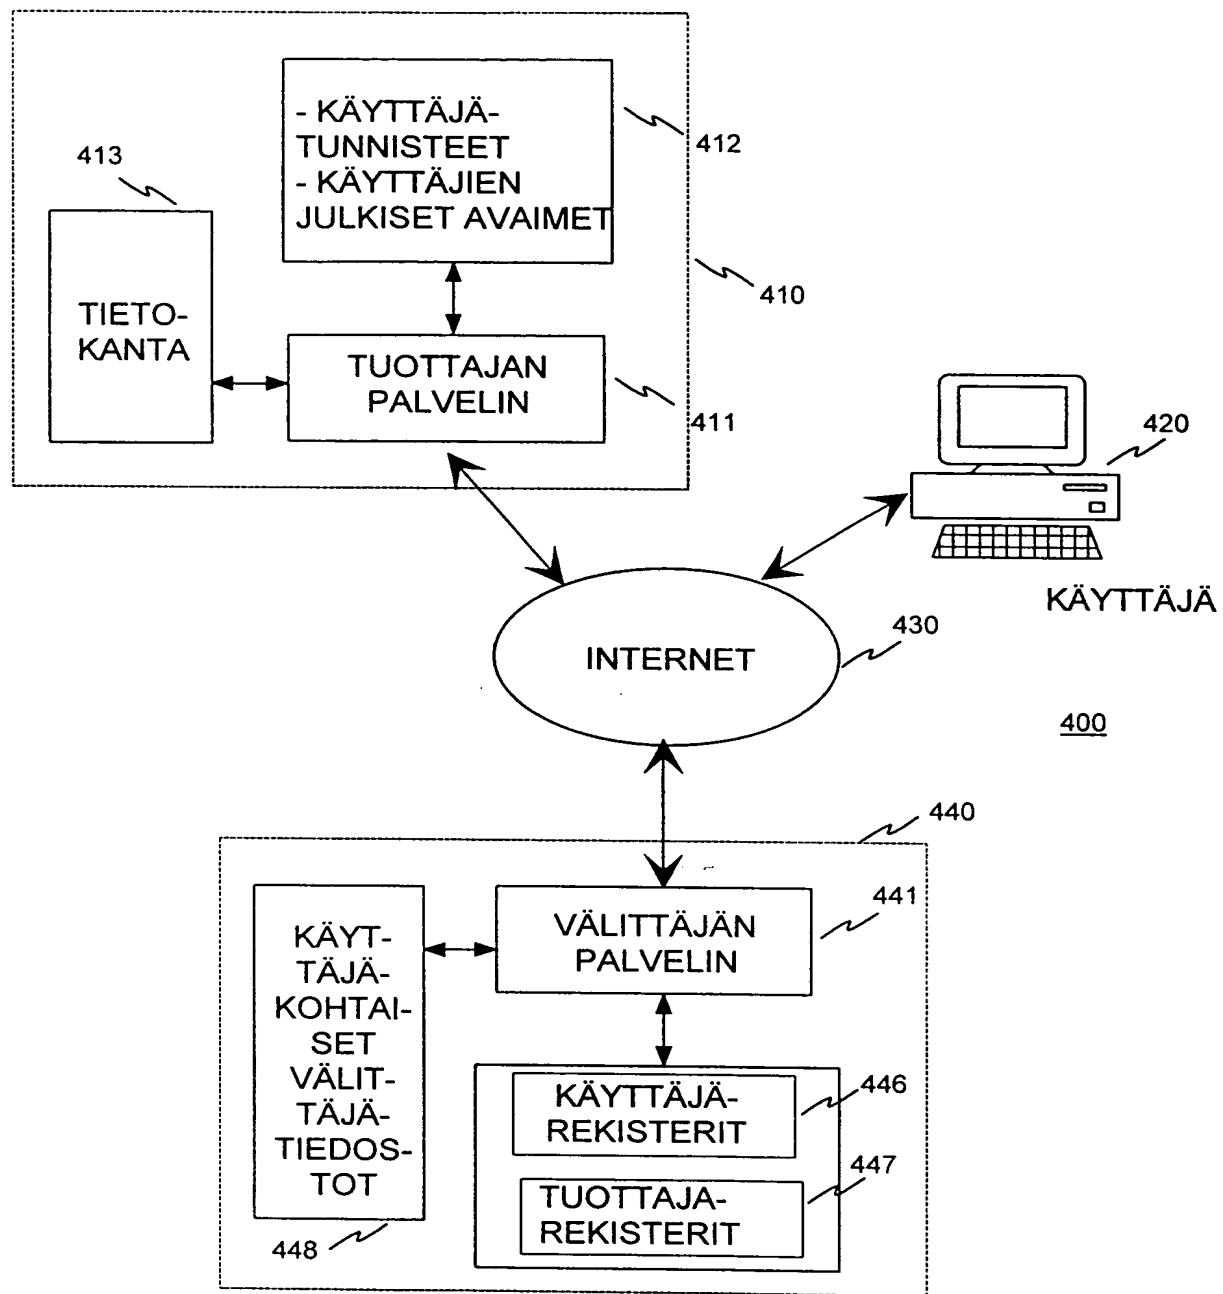 - KÄYTTÄJÄ-
TUNNISTEET
- KÄYTTÄJIEN
JULKISET AVAIMET
412
413
410
TIETO-
KANTA
TUOTTAJAN
PALVELIN
411
420
KÄYTTÄJÄ
430
INTERNET
400
440
441
VÄLITTÄJÄN
PALVELIN
KÄYT-
TÄJÄ-
KOHTAI-
SET
VÄLIT-
TÄJÄ-
TIEDOS-
TOT
KÄYTTÄJÄ-
REKISTERIT
446
447
TUOTTAJA-
REKISTERIT
448